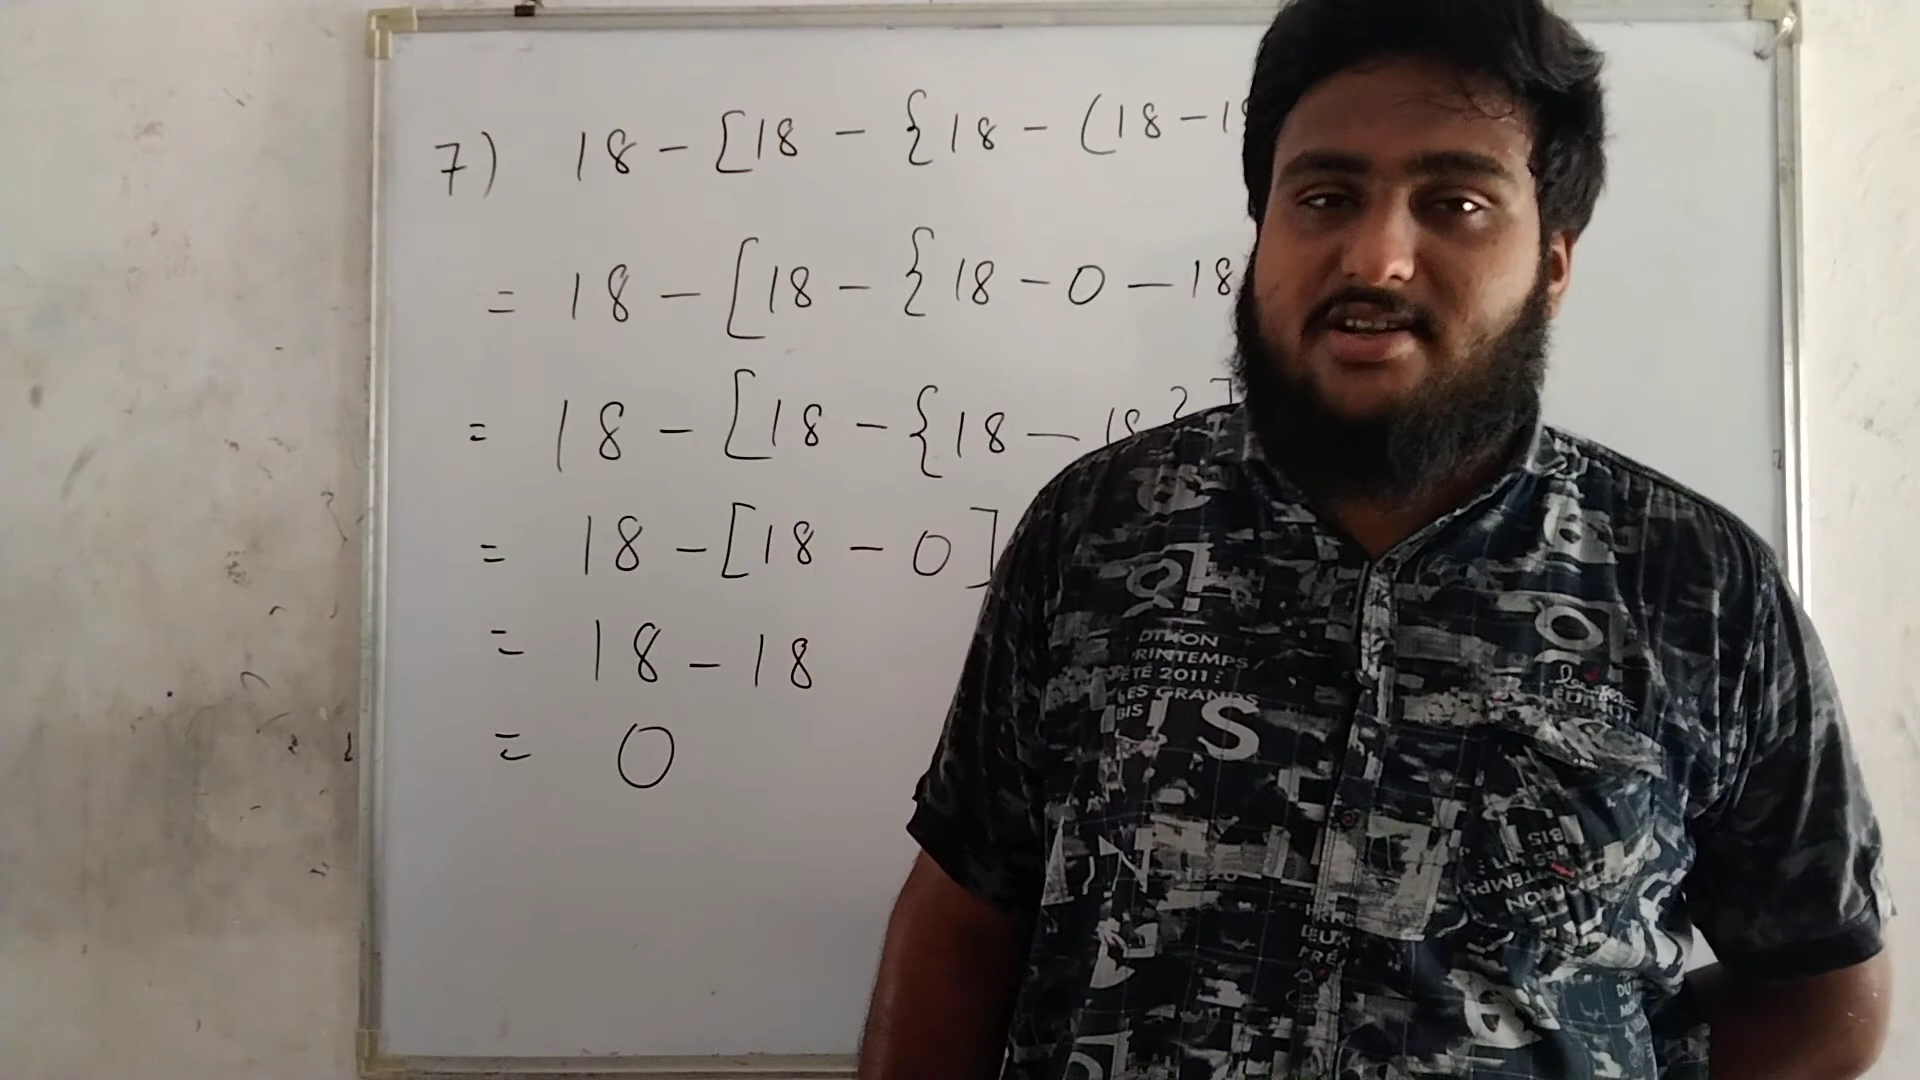 7) 18 - [18 - {18 - (18 - 1
= 18 - [18 - {18 - 0 - 18
= 18 - [18 - {18 - 18}]
= 18 - [18 - 0]
= 18 - 18
= 0
PRINTEMPS
ÉTÉ 2011 :
LES GRANDS
BIS